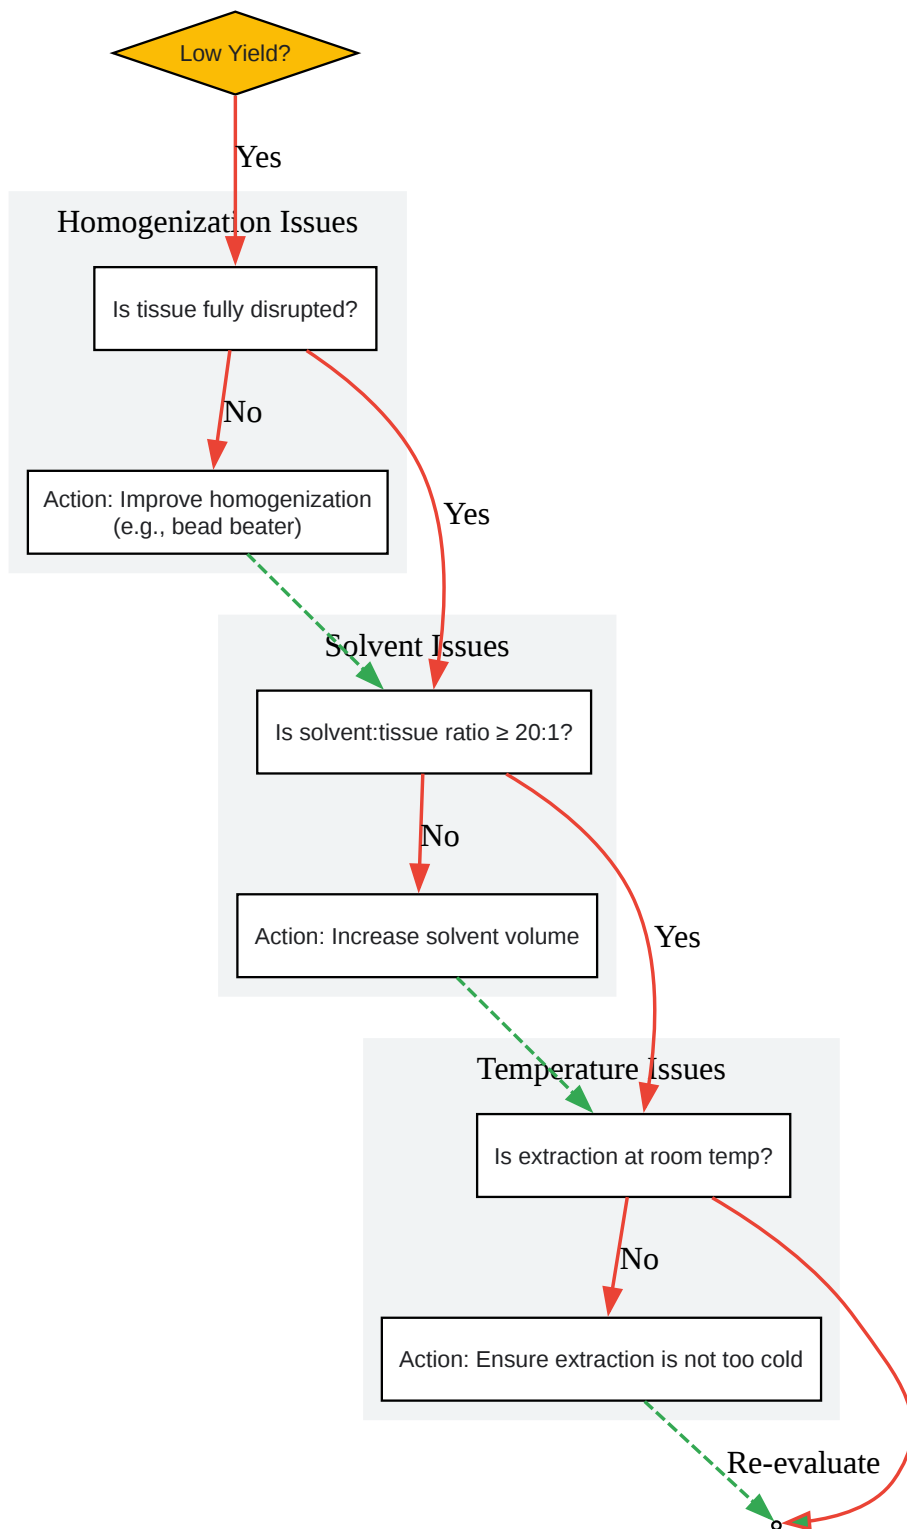 Low Yield?
Yes
Homogenization Issues
Is tissue fully disrupted?
No
Action: Improve homogenization
(e.g., bead beater)
Yes
Solvent Issues
Is solvent:tissue ratio ≥ 20:1?
No
Action: Increase solvent volume
Yes
Temperature Issues
Is extraction at room temp?
No
Action: Ensure extraction is not too cold
Re-evaluate